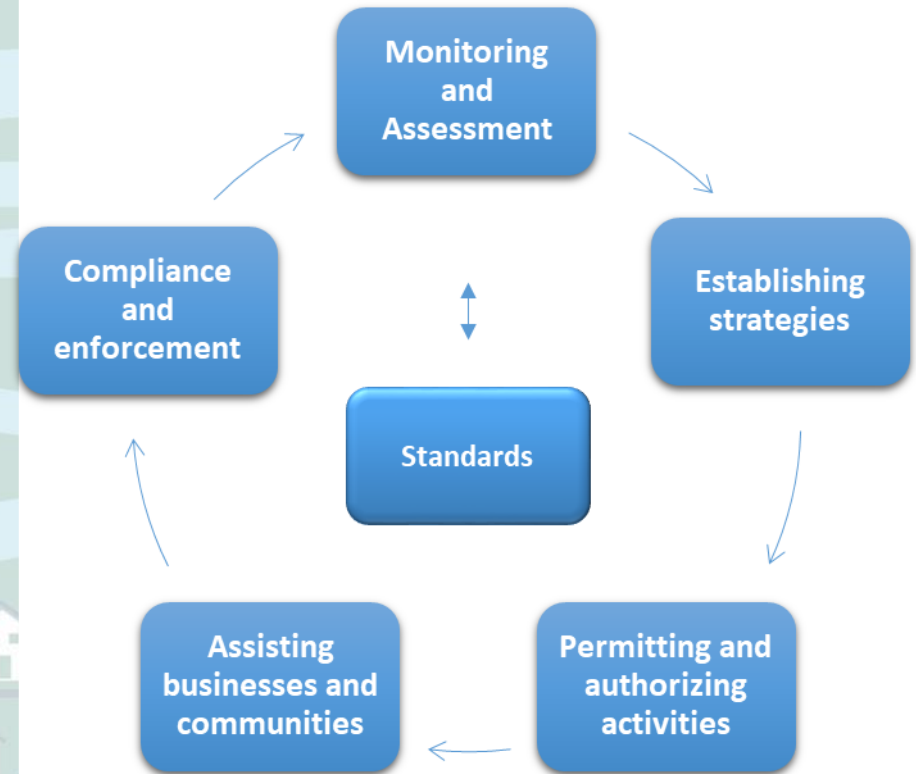 Monitoring
and
Assessment
Establishing
strategies
Permitting and
authorizing
activities
Assisting
businesses and
communities
Compliance
and
enforcement
Standards